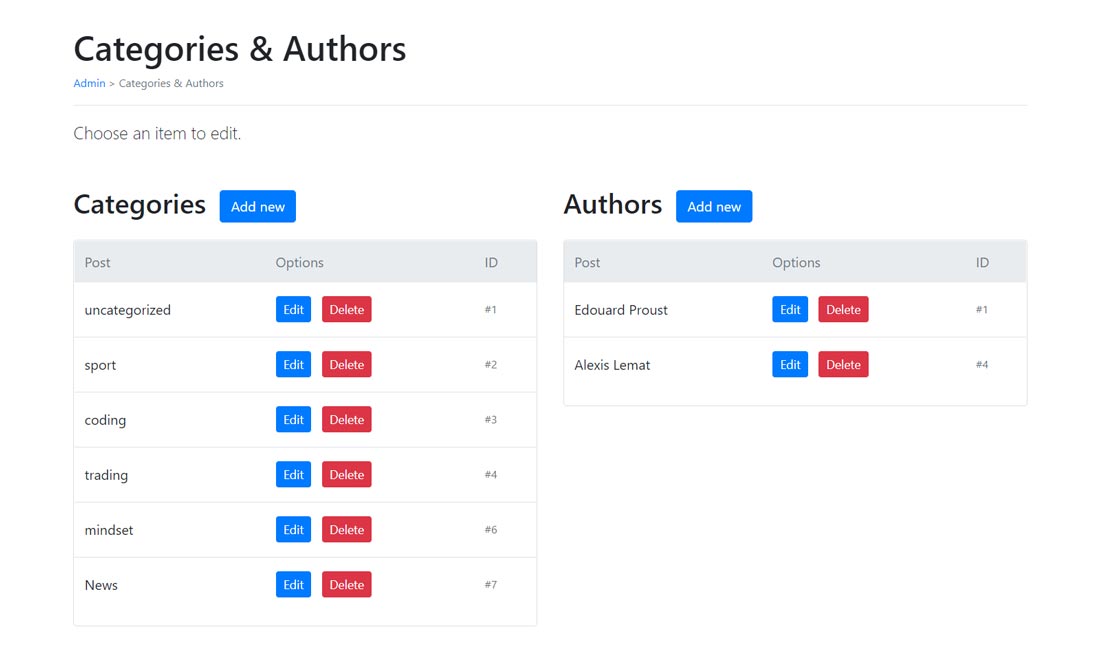 Categories & Authors
Admin > Categories & Authors
Choose an item to edit.
Categories Add new
Post Options ID
uncategorized Edit Delete #1
sport Edit Delete #2
coding Edit Delete #3
trading Edit Delete #4
mindset Edit Delete #6
News Edit Delete #7
Authors Add new
Post Options ID
Edouard Proust Edit Delete #1
Alexis Lemat Edit Delete #4